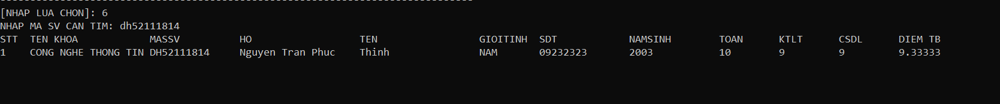 [NHAP LUA CHON]: 6
NHAP MA SV CAN TIM: dh52111814
STT TEN KHOA MASSV HO TEN GIOITINH SDT NAMSINH TOAN KTLT CSDL DIEM TB
1 CONG NGHE THONG TIN DH52111814 Nguyen Tran Phuc Thinh NAM 09232323 2003 10 9 9 9.33333